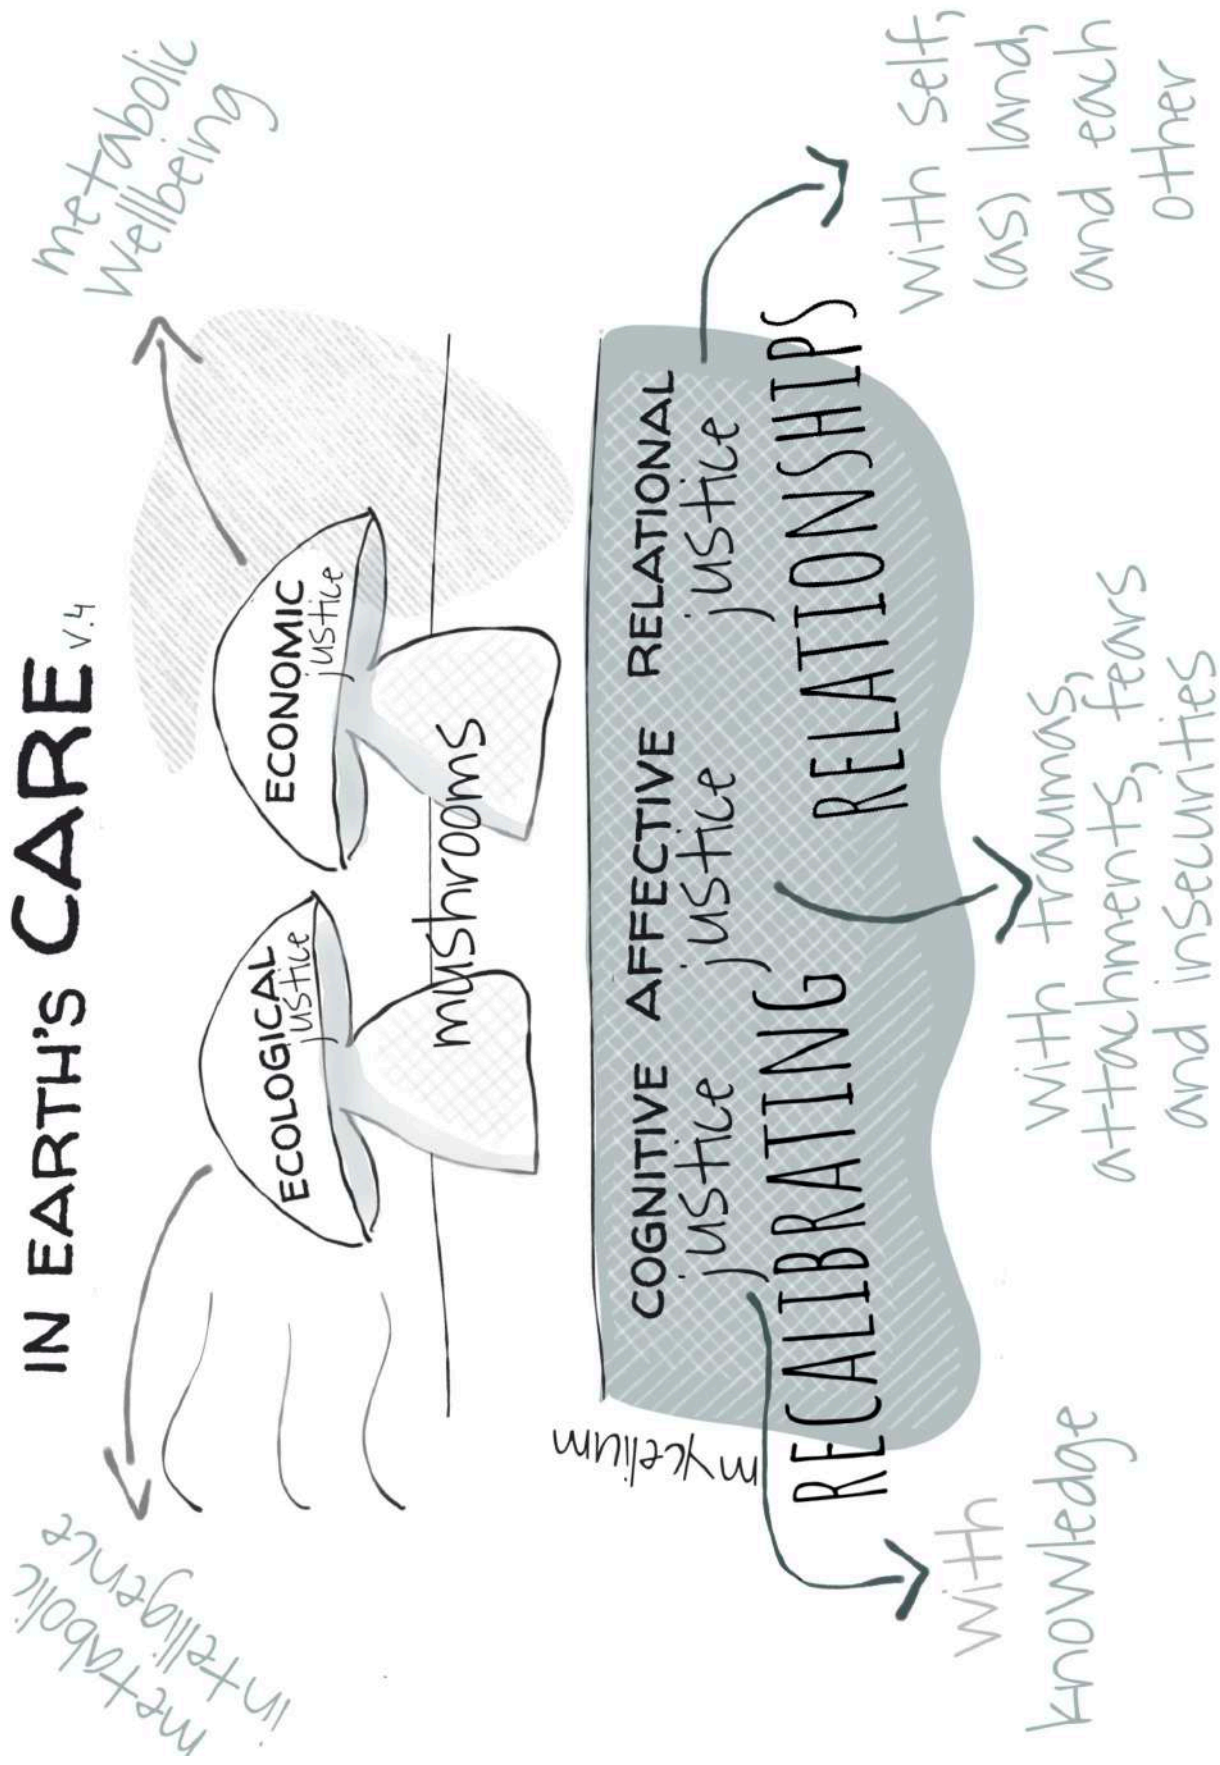 IN EARTH'S CARE v.4
metabolic
intelligence
metabolic
wellbeing
ECOLOGICAL
justice
ECONOMIC
justice
mushrooms
mycelium
COGNITIVE
justice
AFFECTIVE
justice
RELATIONAL
justice
RECALIBRATING
RELATIONSHIPS
with
knowledge
with traumas,
attachments, fears
and insecurities
with self,
(as) land,
and each
other